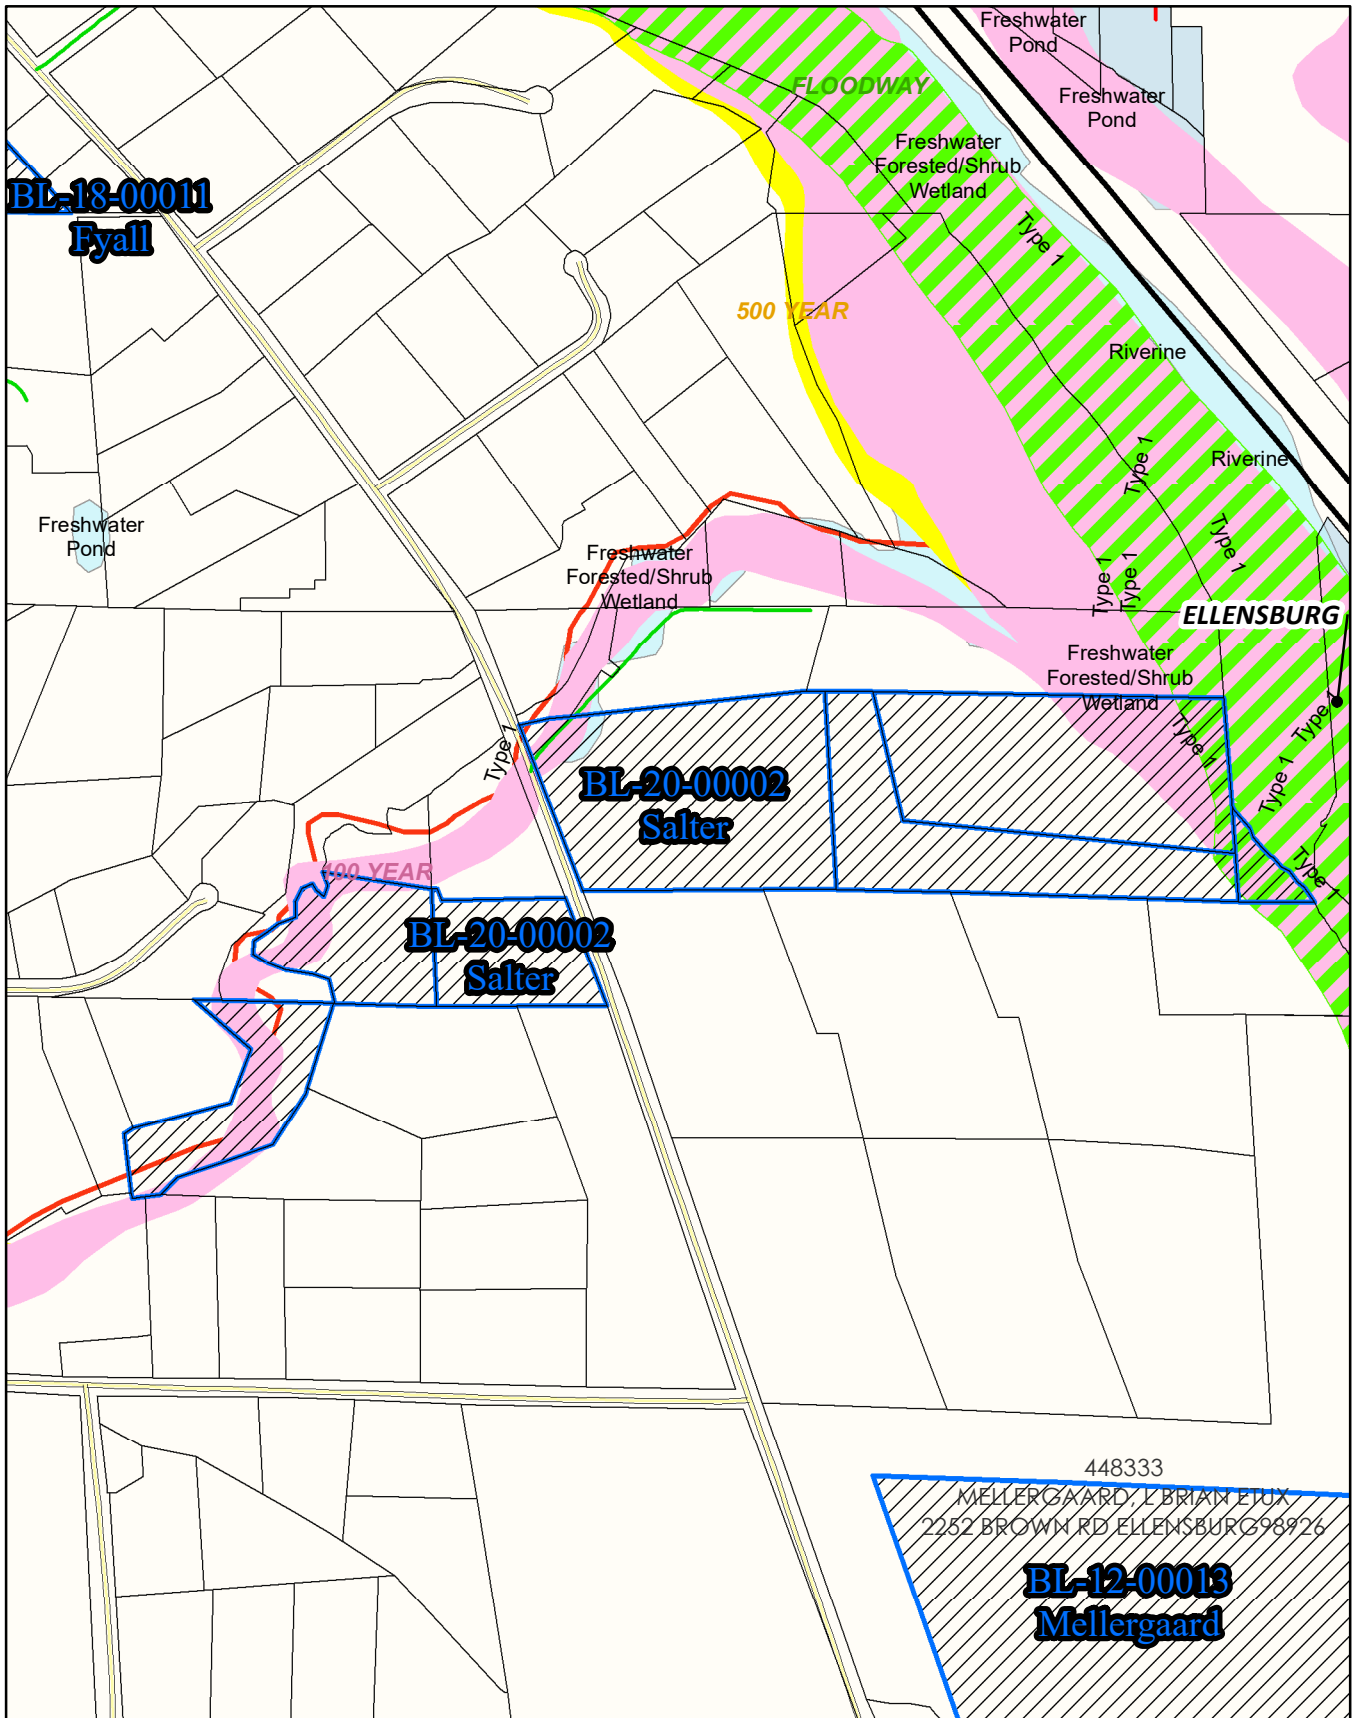 Freshwater
Pond
Freshwater
Pond
FLOODWAY
Freshwater
Forested/Shrub
Wetland
BL-18-00011
Fyall
Type 1
500 YEAR
Riverine
Type 1
Riverine
Freshwater
Pond
Type 1
Freshwater
Forested/Shrub
Wetland
Type 1
Type 1
ELLENSBURG
Freshwater
Forested/Shrub
Wetland
Type 1
Type 1
Type
Type 1
BL-20-00002
Salter
Type 1
100 YEAR
BL-20-00002
Salter
448333
MELLERGAARD, L BRIAN ETUX
2252 BROWN RD ELLENSBURG98926
BL-12-00013
Mellergaard